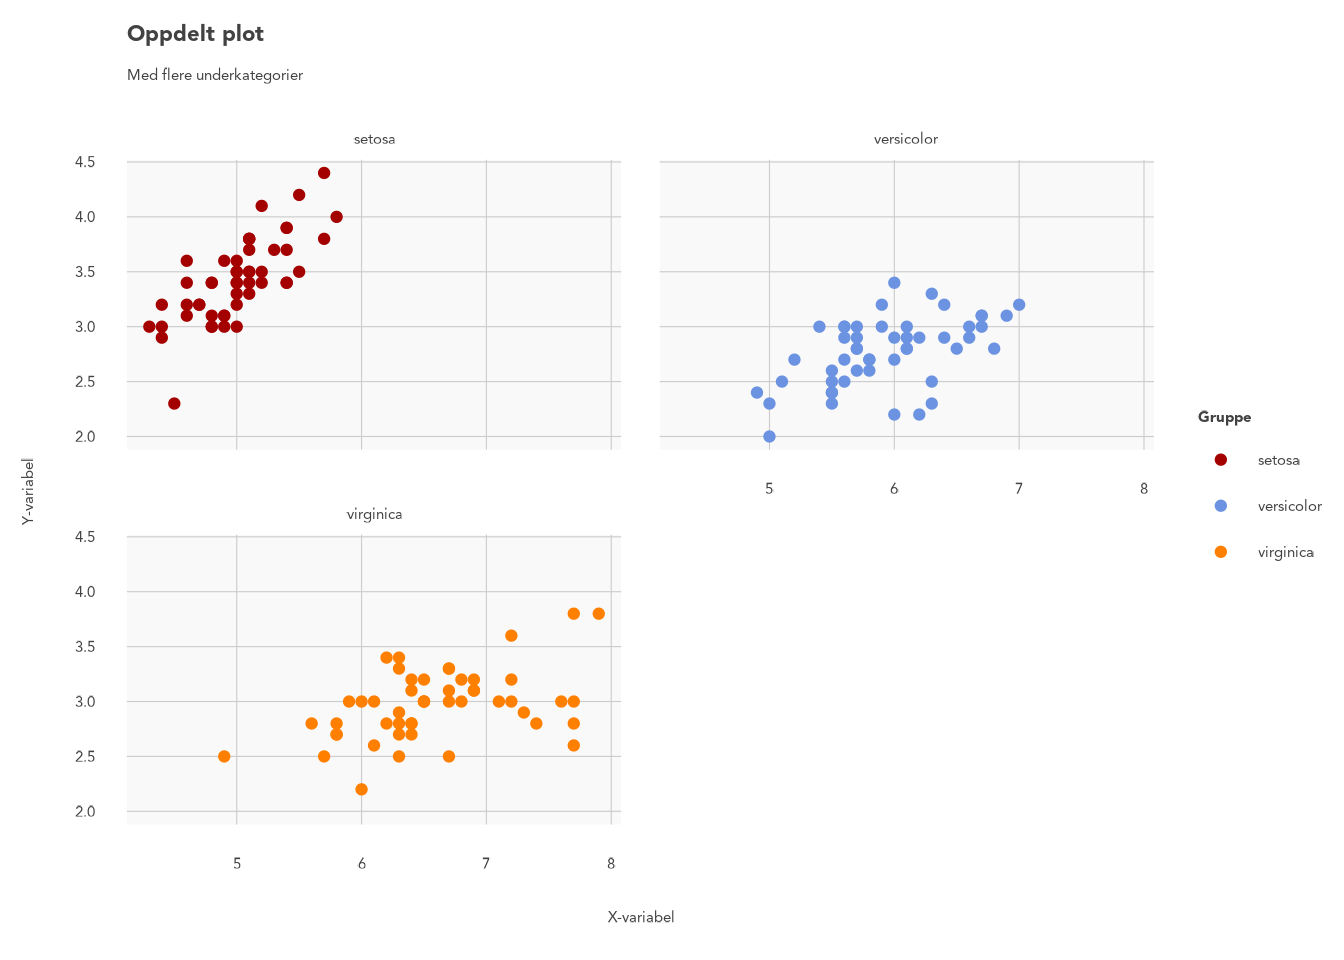 Oppdelt plot
Med flere underkategorier
setosa
versicolor
4.5
4.0
3.5
3.0
2.5
2.0
5 6 7 8
Y-variabel
virginica
4.5
4.0
3.5
3.0
2.5
2.0
5 6 7 8
X-variabel
Gruppe
setosa
versicolor
virginica